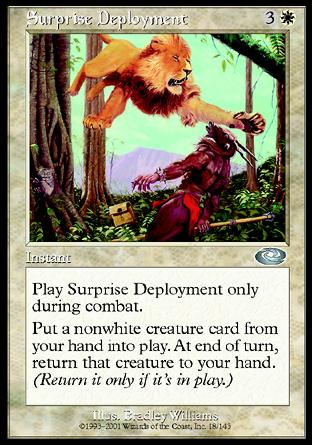 Surprise Deployment 3
Instant
Play Surprise Deployment only
during combat.
Put a nonwhite creature card from
your hand into play. At end of turn,
return that creature to your hand.
(Return it only if it's in play.)
Illus. Bradley Williams
©1993–2001 Wizards of the Coast, Inc. 18/143